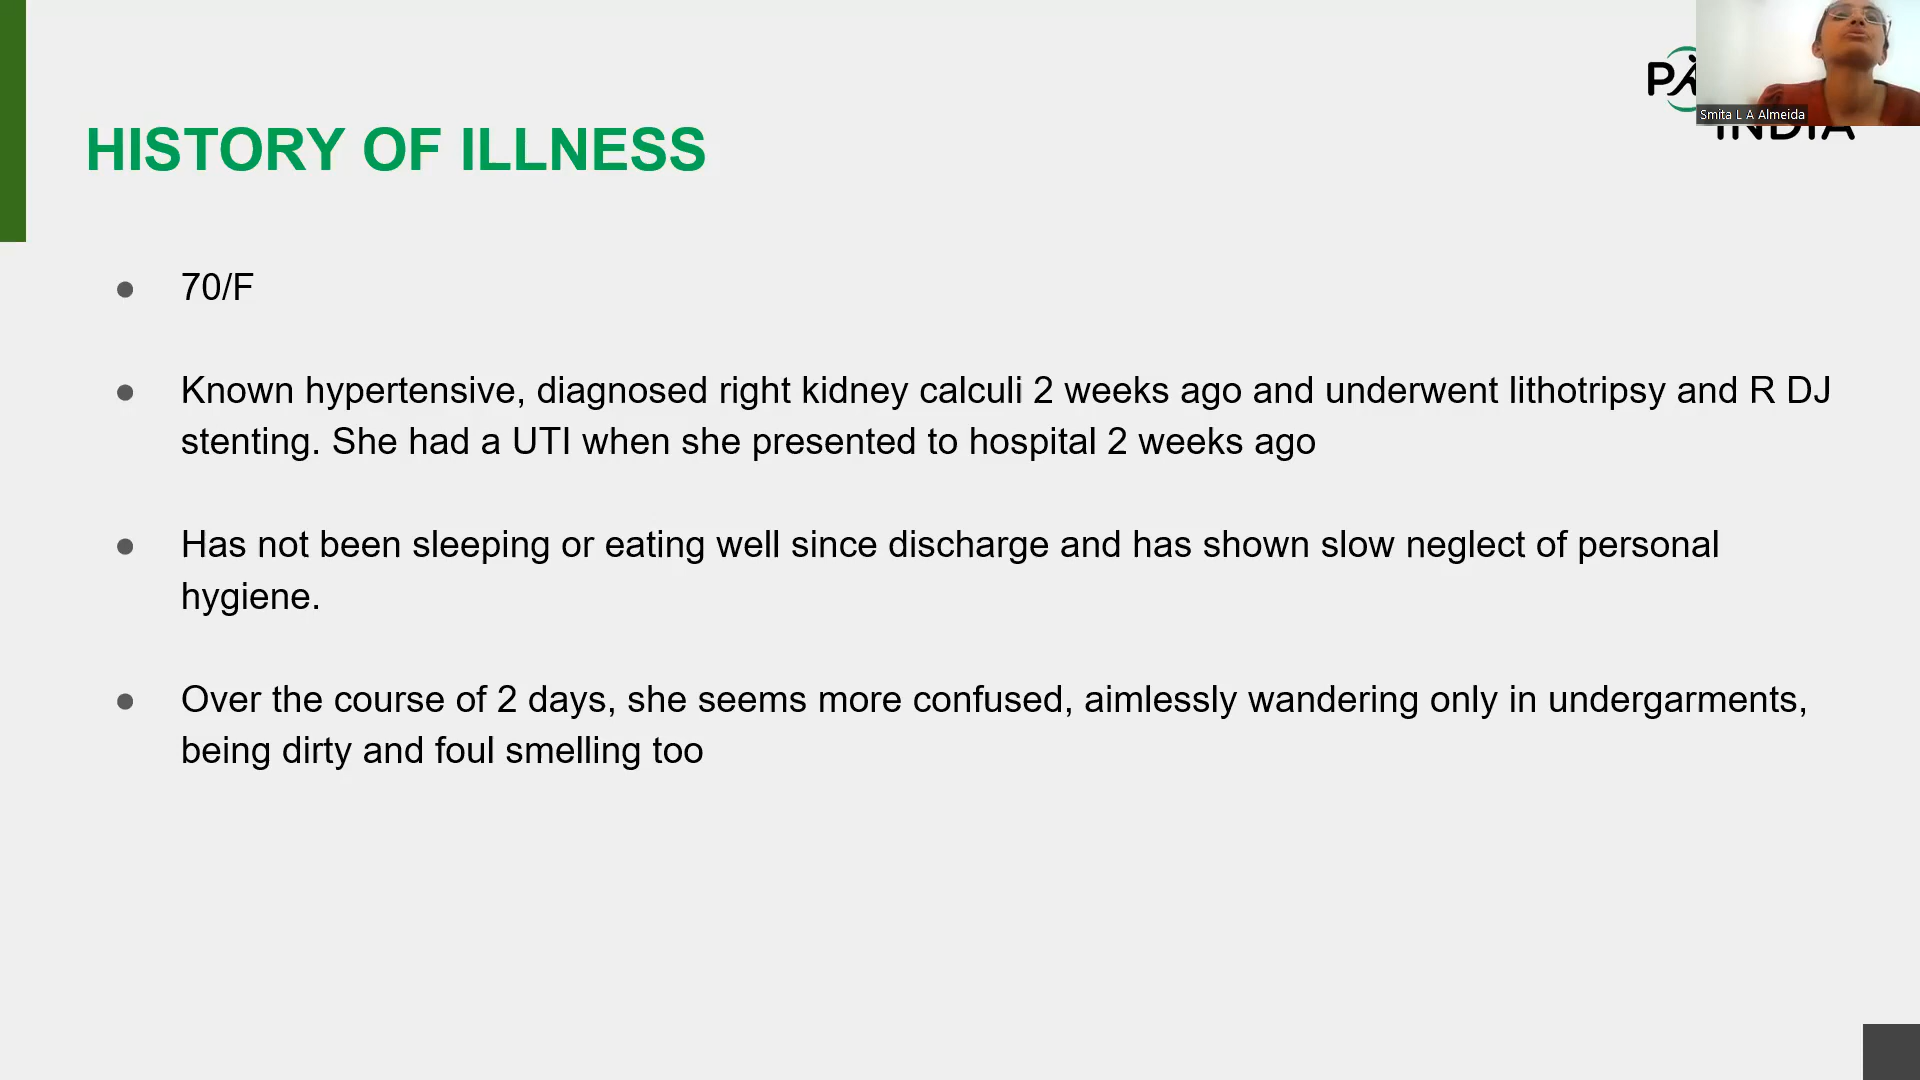 HISTORY OF ILLNESS
Smita L A Almeida
INDIA
● 70/F
● Known hypertensive, diagnosed right kidney calculi 2 weeks ago and underwent lithotripsy and R DJ
stenting. She had a UTI when she presented to hospital 2 weeks ago
● Has not been sleeping or eating well since discharge and has shown slow neglect of personal
hygiene.
● Over the course of 2 days, she seems more confused, aimlessly wandering only in undergarments,
being dirty and foul smelling too